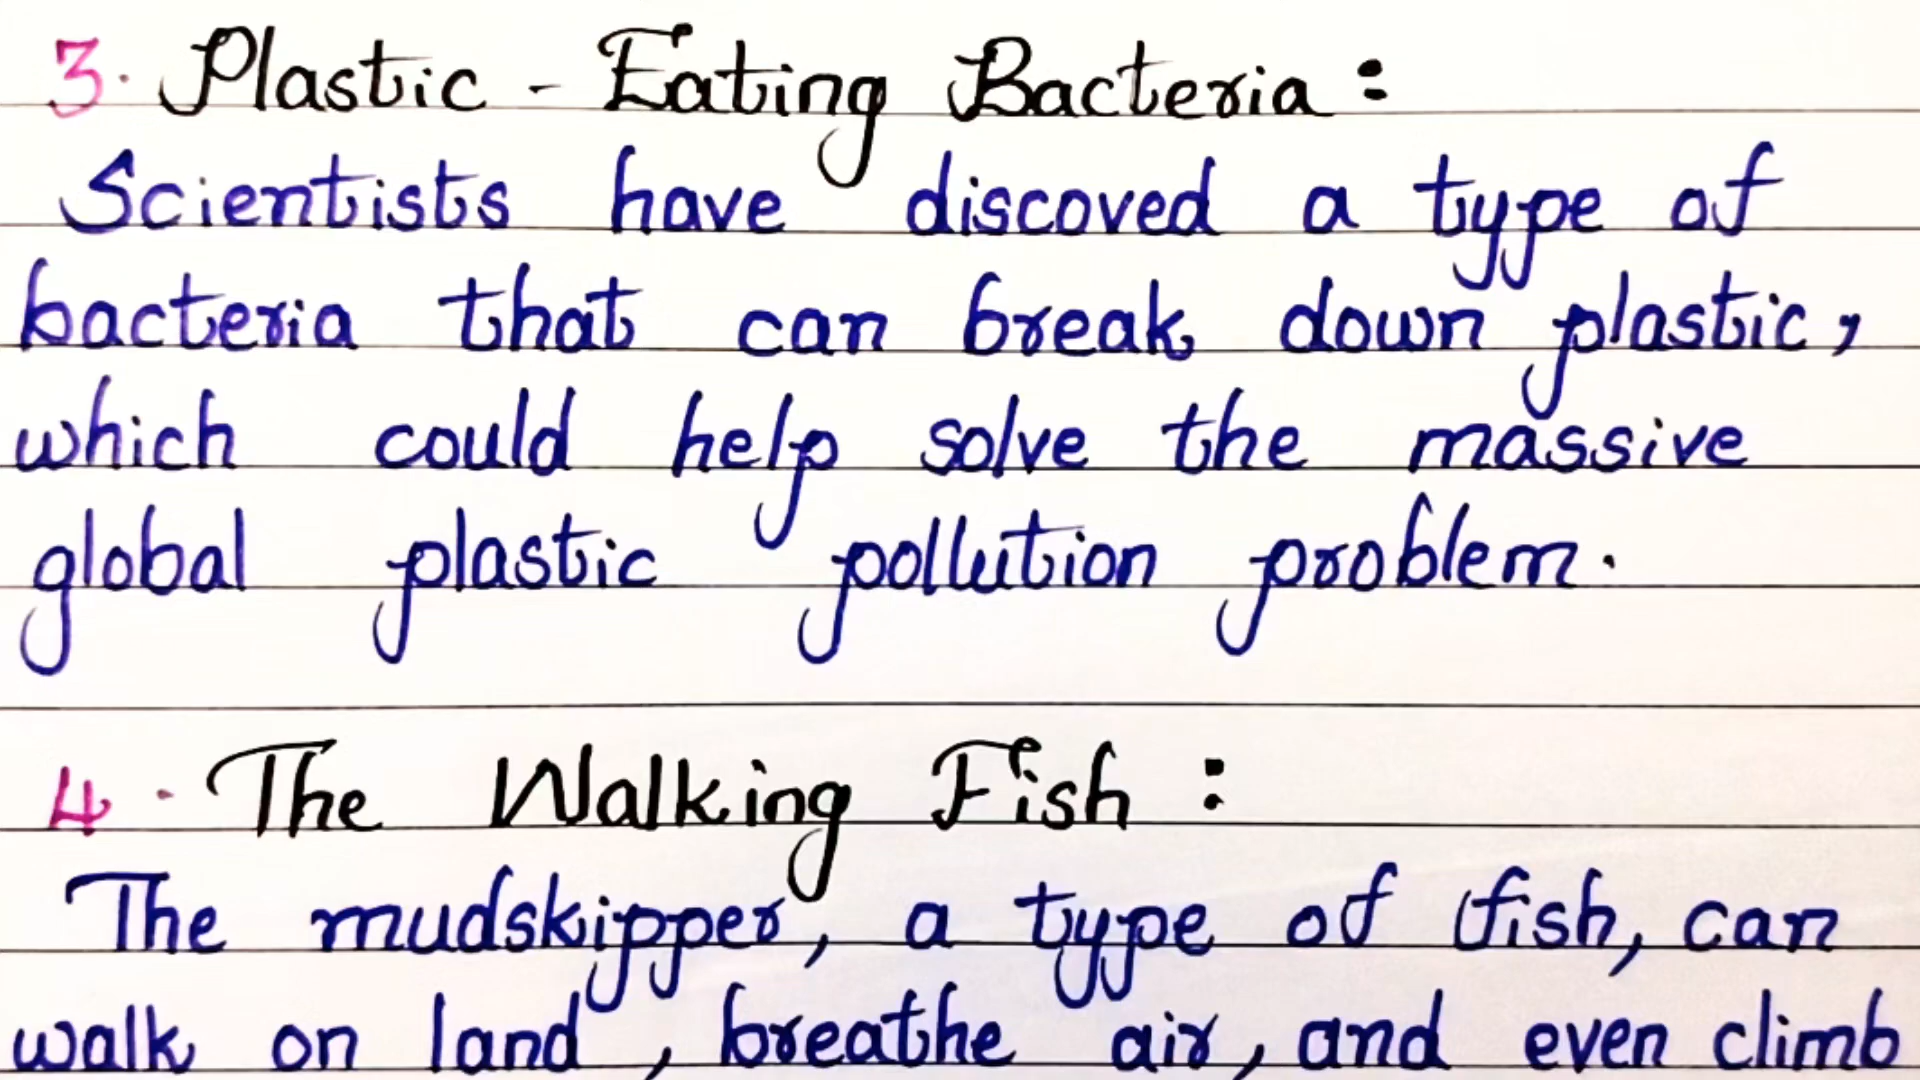 3. Plastic - Eating Bacteria :
Scientists have discoved a type of
bacteria that can break down plastic,
which could help solve the massive
global plastic pollution problem.
4. The Walking Fish :
The mudskipper, a type of fish, can
walk on land, breathe air, and even climb